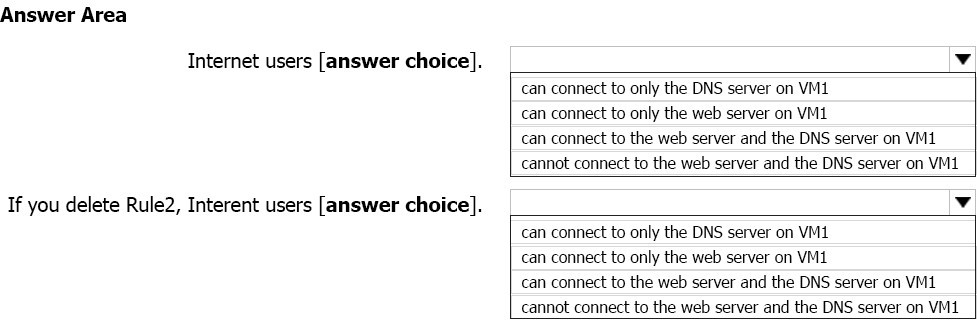 Answer Area
Internet users [answer choice].
can connect to only the DNS server on VM1
can connect to only the web server on VM1
can connect to the web server and the DNS server on VM1
cannot connect to the web server and the DNS server on VM1
If you delete Rule2, Interent users [answer choice].
can connect to only the DNS server on VM1
can connect to only the web server on VM1
can connect to the web server and the DNS server on VM1
cannot connect to the web server and the DNS server on VM1